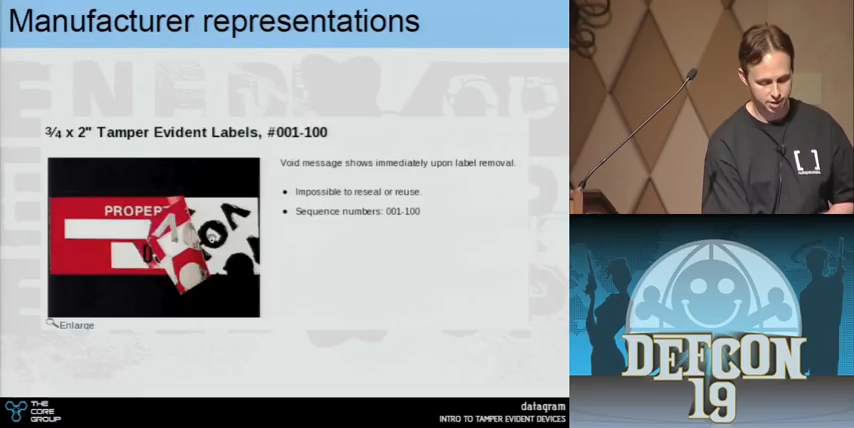 Manufacturer representations
3⁄4 x 2" Tamper Evident Labels, #001-100
Void message shows immediately upon label removal.
Impossible to reseal or reuse.
Sequence numbers: 001-100
PROPERT
Enlarge
THE
CORE
GROUP
datagram
INTRO TO TAMPER EVIDENT DEVICES
[ ]
DEFCON
19